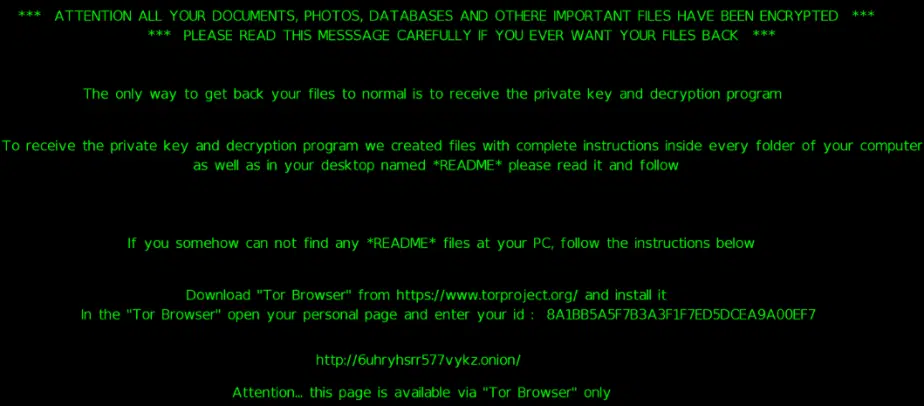 *** ATTENTION ALL YOUR DOCUMENTS, PHOTOS, DATABASES AND OTHERE IMPORTANT FILES HAVE BEEN ENCRYPTED ***
*** PLEASE READ THIS MESSSAGE CAREFULLY IF YOU EVER WANT YOUR FILES BACK ***
The only way to get back your files to normal is to receive the private key and decryption program
To receive the private key and decryption program we created files with complete instructions inside every folder of your computer
as well as in your desktop named *README* please read it and follow
If you somehow can not find any *README* files at your PC, follow the instructions below
Download "Tor Browser" from https://www.torproject.org/ and install it
In the "Tor Browser" open your personal page and enter your id : 8A1BB5A5F7B3A3F1F7ED5DCEA9A00EF7
http://6uhryhsrr577vykz.onion/
Attention... this page is available via "Tor Browser" only